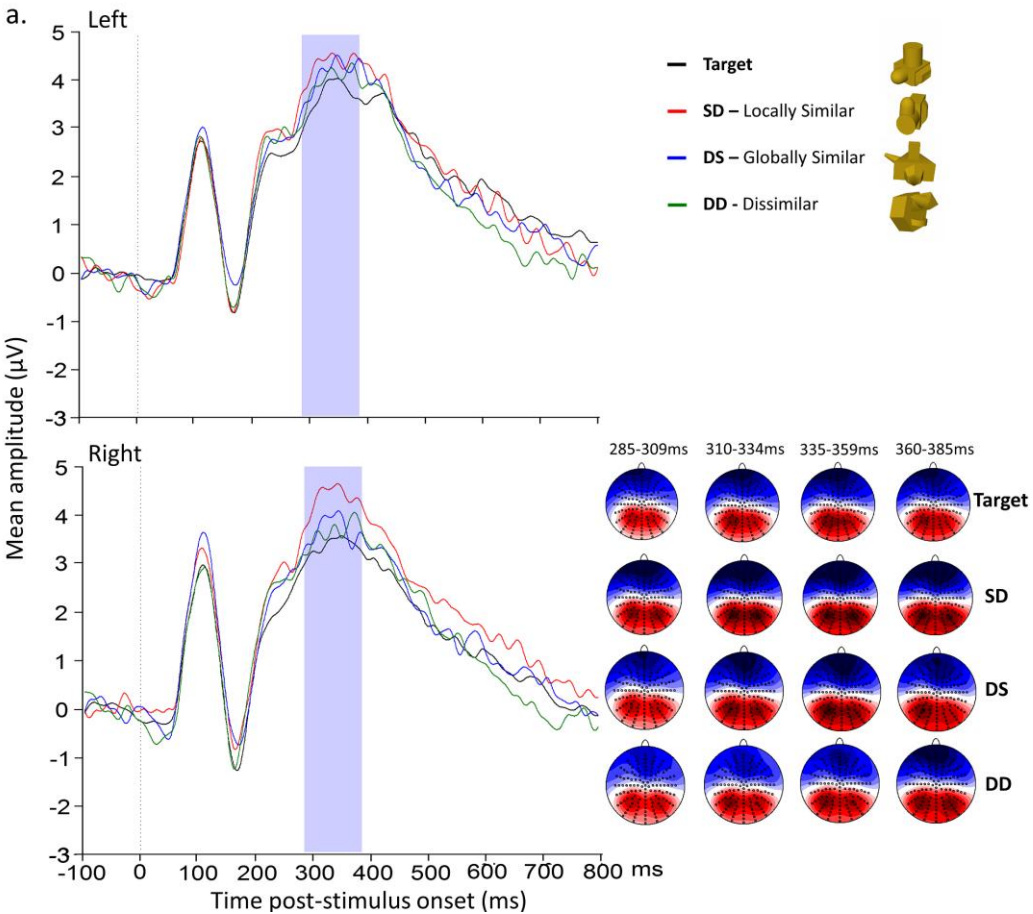 a.
Left
5
4
3
2
1
0
-1
-2
-3
Target
SD – Locally Similar
DS – Globally Similar
DD - Dissimilar
Mean amplitude (µV)
Right
5
4
3
2
1
0
-1
-2
-3
-100 0 100 200 300 400 500 600 700 800 ms
Time post-stimulus onset (ms)
285-309ms 310-334ms 335-359ms 360-385ms
Target
SD
DS
DD